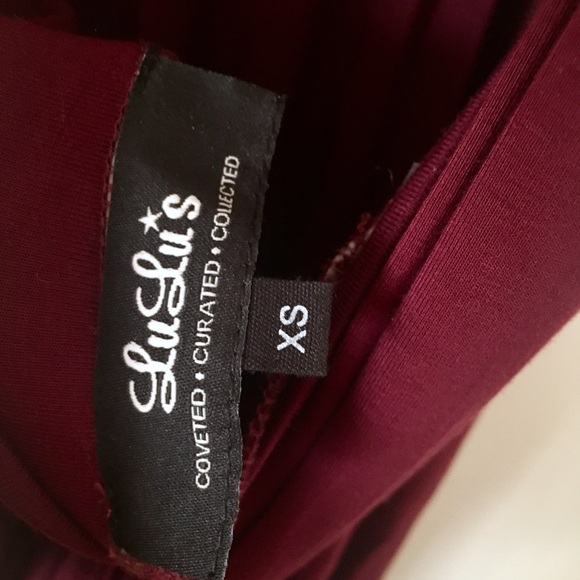 LuLu's
COVETED • CURATED • COLLECTED
XS